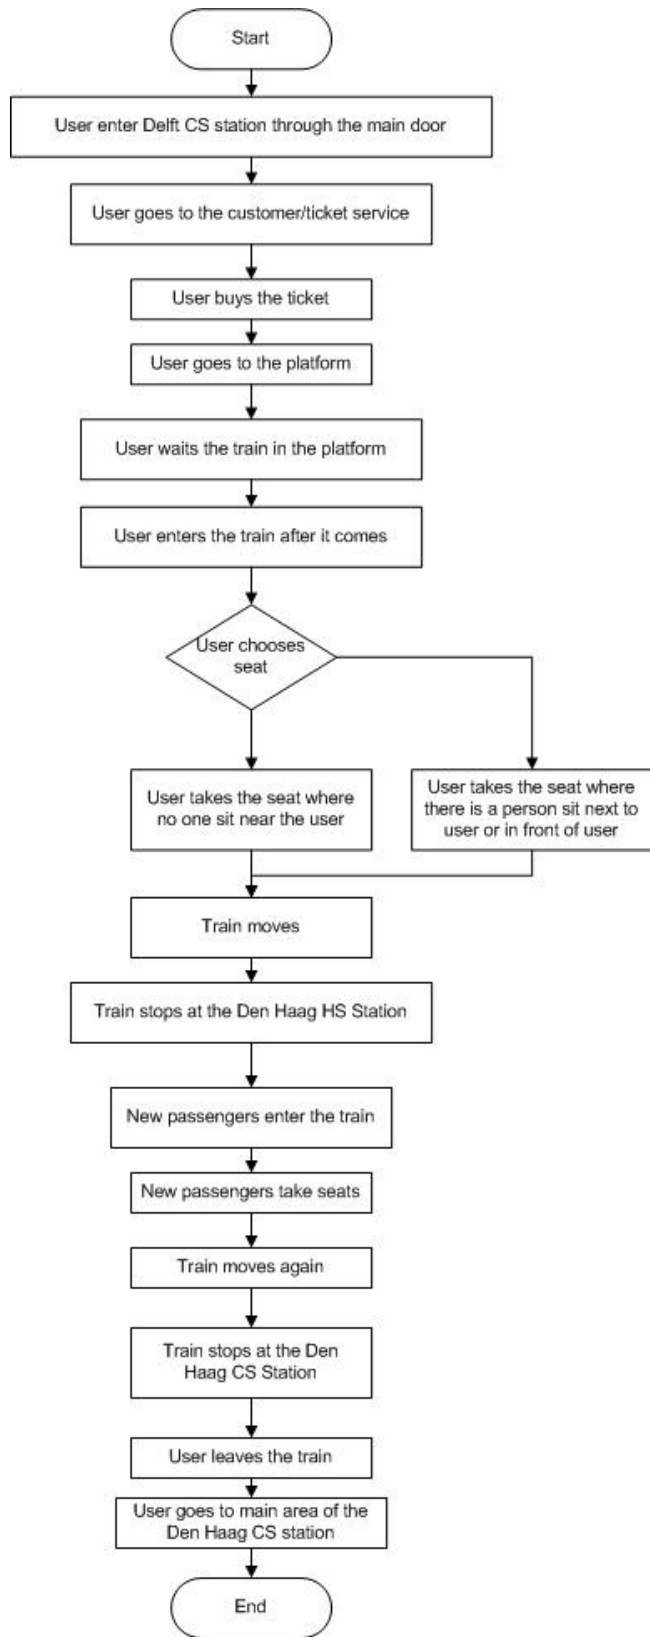 Start
User enter Delft CS station through the main door
User goes to the customer/ticket service
User buys the ticket
User goes to the platform
User waits the train in the platform
User enters the train after it comes
User chooses
seat
User takes the seat where
no one sit near the user
User takes the seat where
there is a person sit next to
user or in front of user
Train moves
Train stops at the Den Haag HS Station
New passengers enter the train
New passengers take seats
Train moves again
Train stops at the Den
Haag CS Station
User leaves the train
User goes to main area of the
Den Haag CS station
End